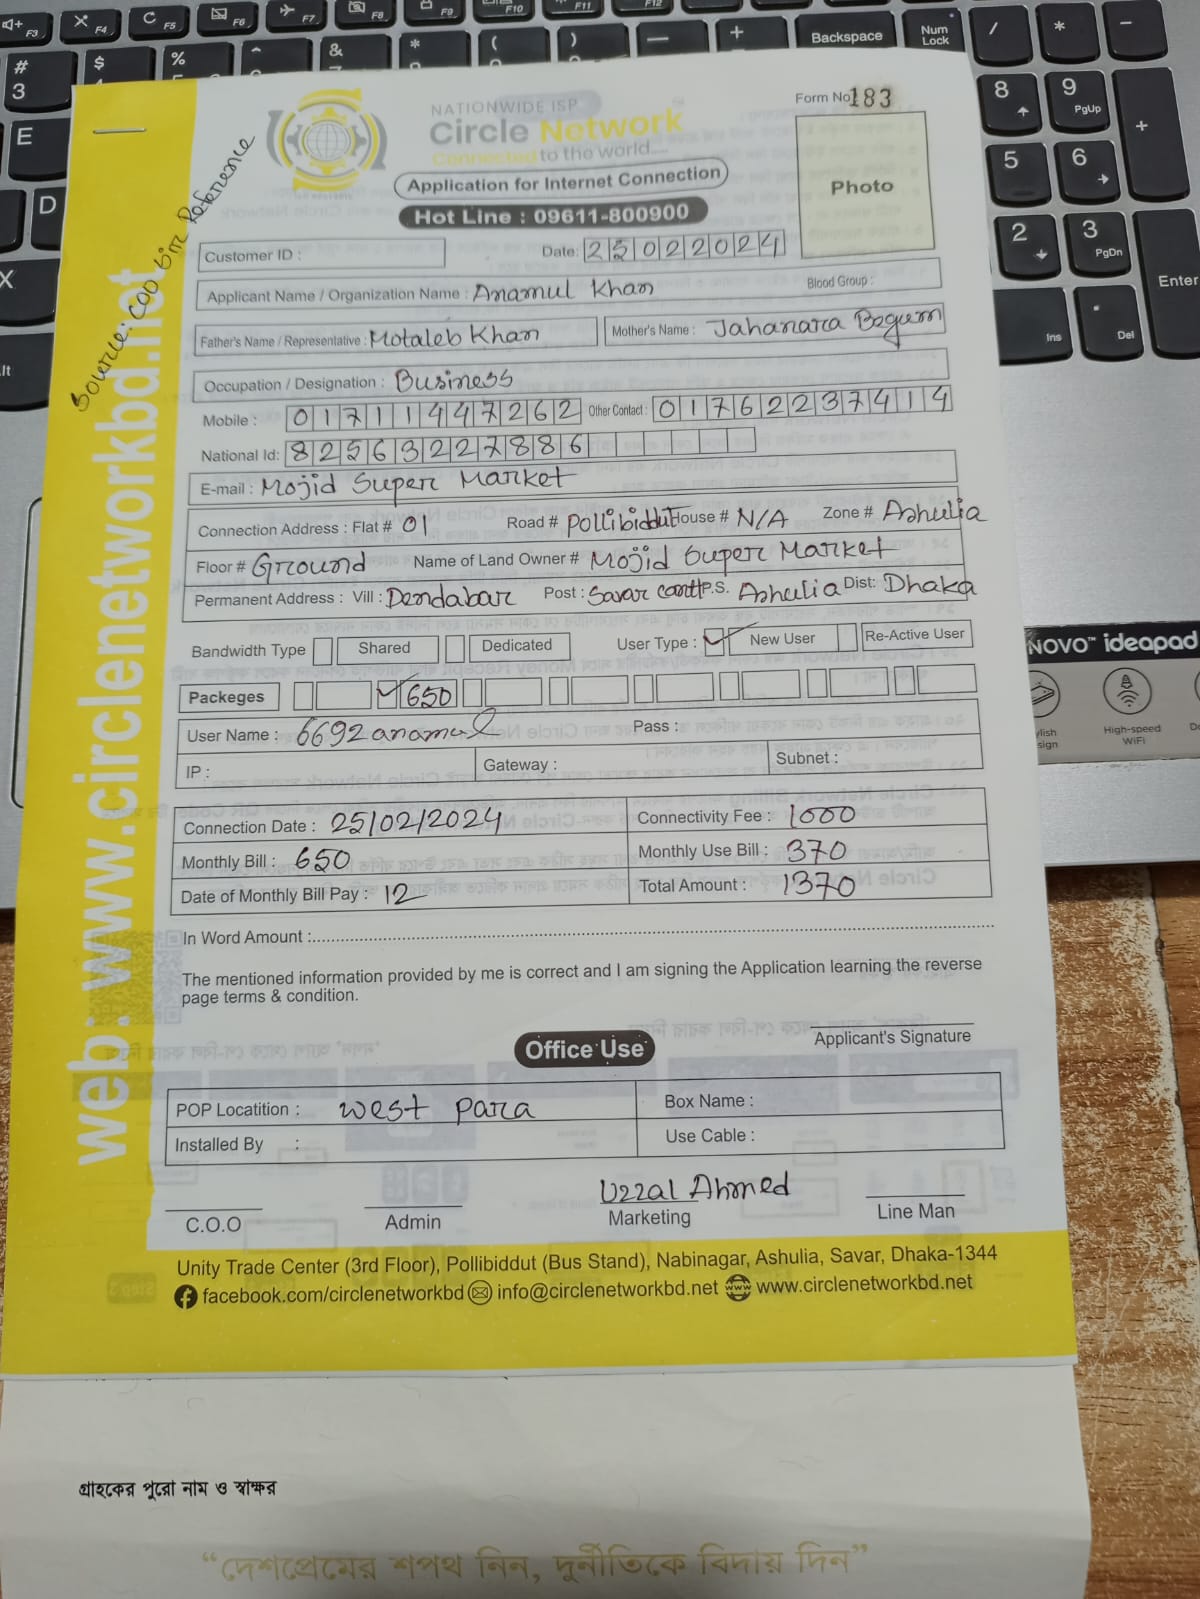 Source: COO Sir Reference
web: www.circlenetworkbd.net
NATIONWIDE ISP
Circle Network
Connected to the world....
Application for Internet Connection
Hot Line : 09611-800900
Form No 183
Photo
Customer ID :
Date: 25022024
Applicant Name / Organization Name : Anamul Khan
Blood Group :
Father's Name / Representative : Motaleb Khan
Mother's Name : Jahanara Begum
Occupation / Designation : Business
Mobile : 01711447262 Other Contact : 01762237414
National Id: 8256322788 6
E-mail : Mojid Super Market
Connection Address : Flat # 01 Road # Pollibiddut House # N/A Zone # Ashulia
Floor # Ground Name of Land Owner # Mojid Super Market
Permanent Address : Vill : Dendabar Post : Savar cantt P.S. Ashulia Dist: Dhaka
Bandwidth Type Shared Dedicated User Type : New User Re-Active User
Packeges 650
User Name : 6692anamul Pass :
IP : Gateway : Subnet :
Connection Date : 25/02/2024 Connectivity Fee : 1000
Monthly Bill : 650 Monthly Use Bill : 370
Date of Monthly Bill Pay : 12 Total Amount : 1370
In Word Amount :
The mentioned information provided by me is correct and I am signing the Application learning the reverse
page terms & condition.
Applicant's Signature
Office Use
POP Locatition : West Para Box Name :
Installed By : Use Cable :
Uzzal Ahmed
C.O.O Admin Marketing Line Man
Unity Trade Center (3rd Floor), Pollibiddut (Bus Stand), Nabinagar, Ashulia, Savar, Dhaka-1344
facebook.com/circlenetworkbd info@circlenetworkbd.net www.circlenetworkbd.net
গ্রাহকের পুরো নাম ও স্বাক্ষর
“দেশপ্রেমের শপথ নিন, দুর্নীতিকে বিদায় দিন”
NOVO ideapad
High-speed
WiFi
Backspace
Num
Lock
PgUp
PgDn
Enter
Ins
Del